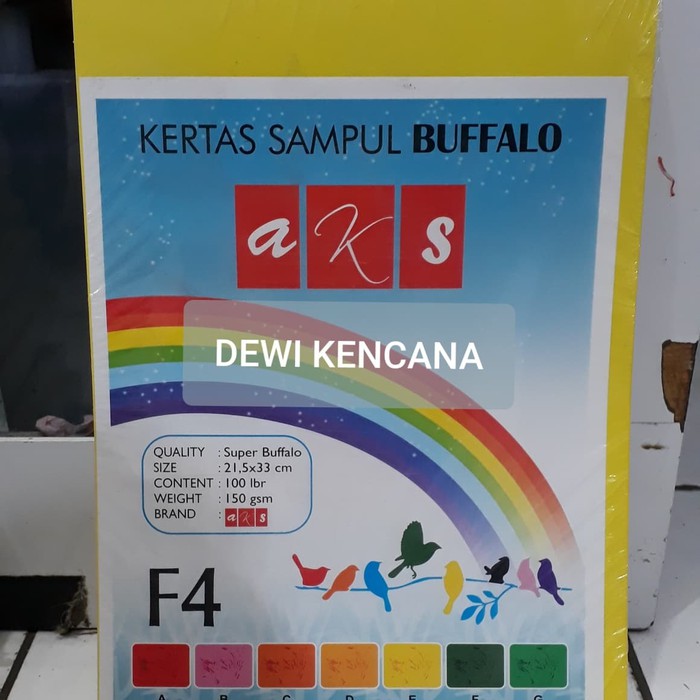 KERTAS SAMPUL BUFFALO
aKs
DEWI KENCANA
QUALITY : Super Buffalo
SIZE : 21,5x33 cm
CONTENT : 100 lbr
WEIGHT : 150 gsm
BRAND : aKs
F4
A B C D E F G